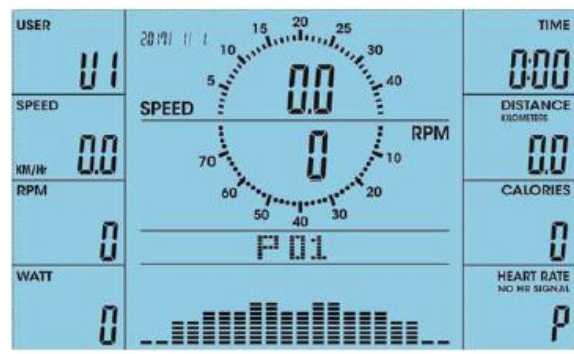 USER
U1
SPEED
KM/Hr 0.0
RPM
0
WATT
0
5 10 15 20 25 30 40
SPEED 0.0
0 RPM
70 60 50 40 30 20 10
P01
TIME
0:00
DISTANCE
KILOMETERS
0.0
CALORIES
0
HEART RATE
NO HR SIGNAL
P